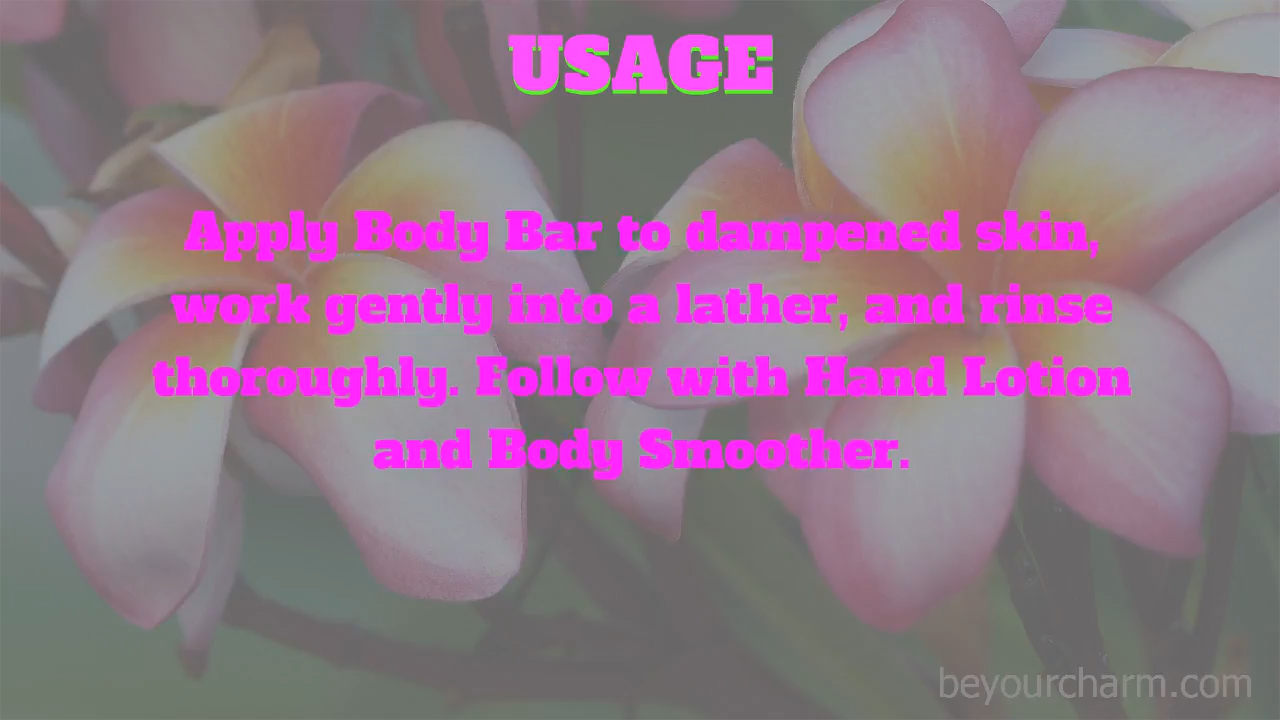 USAGE
Apply Body Bar to dampened skin,
work gently into a lather, and rinse
thoroughly. Follow with Hand Lotion
and Body Smoother.
beyourcharm.com